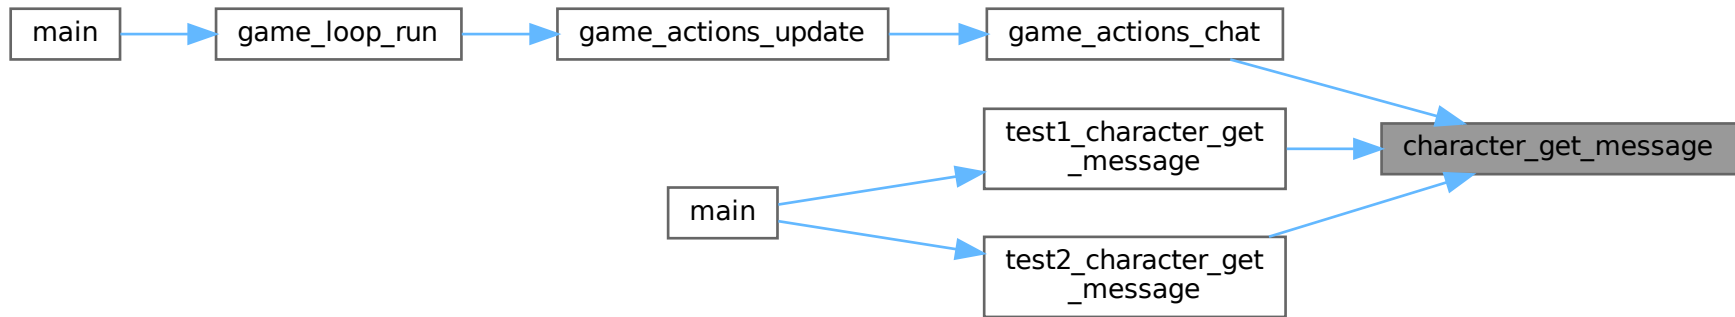 main
game_loop_run
game_actions_update
game_actions_chat
test1_character_get
_message
character_get_message
main
test2_character_get
_message